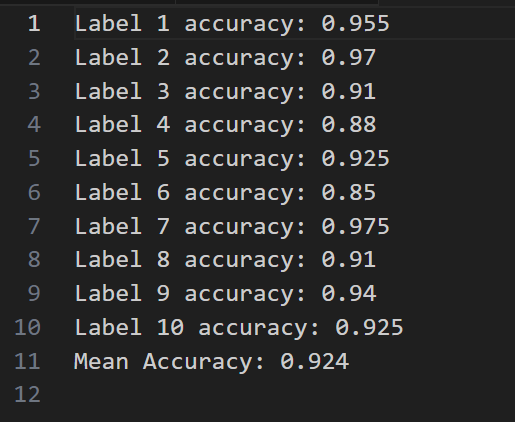 1 Label 1 accuracy: 0.955
2 Label 2 accuracy: 0.97
3 Label 3 accuracy: 0.91
4 Label 4 accuracy: 0.88
5 Label 5 accuracy: 0.925
6 Label 6 accuracy: 0.85
7 Label 7 accuracy: 0.975
8 Label 8 accuracy: 0.91
9 Label 9 accuracy: 0.94
10 Label 10 accuracy: 0.925
11 Mean Accuracy: 0.924
12